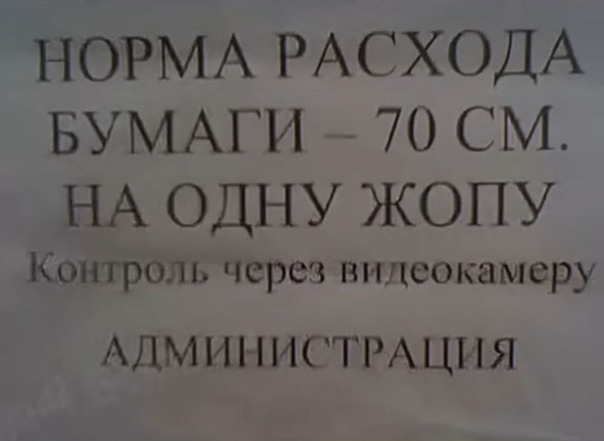 НОРМА РАСХОДА
БУМАГИ – 70 СМ.
НА ОДНУ ЖОПУ
Контроль через видеокамеру
АДМИНИСТРАЦИЯ